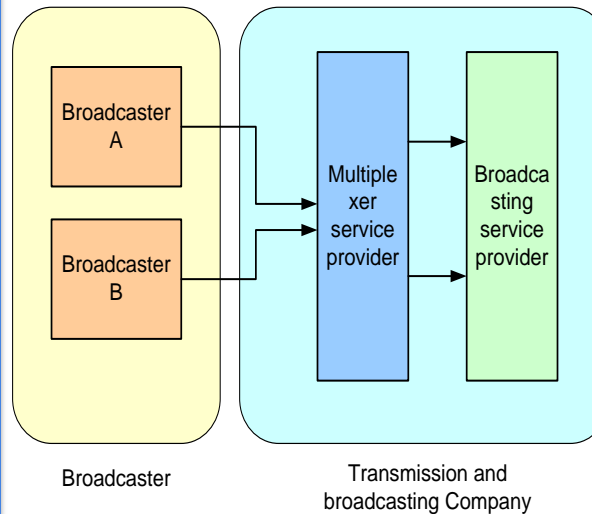 Broadcaster
A
Broadcaster
B
Multiple
xer
service
provider
Broadca
sting
service
provider
Broadcaster
Transmission and
broadcasting Company